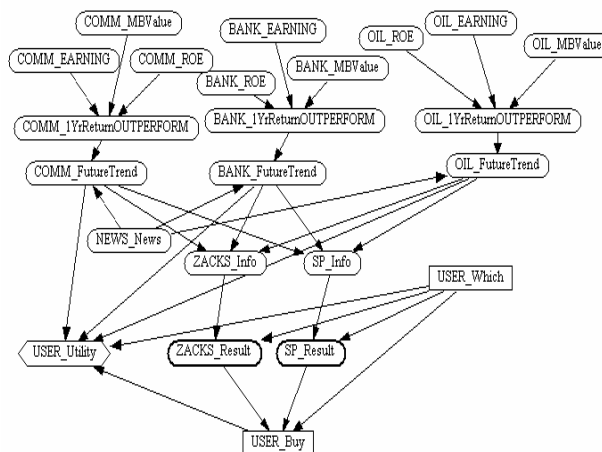 COMM_MBValue
BANK_EARNING
OIL_EARNING
OIL_ROE
OIL_MBValue
COMM_EARNING
COMM_ROE
BANK_MBValue
BANK_ROE
COMM_1YrReturnOUTPERFORM
BANK_1YrReturnOUTPERFORM
OIL_1YrReturnOUTPERFORM
COMM_FutureTrend
BANK_FutureTrend
OIL_FutureTrend
NEWS_News
ZACKS_Info
SP_Info
USER_Which
USER_Utility
ZACKS_Result
SP_Result
USER_Buy